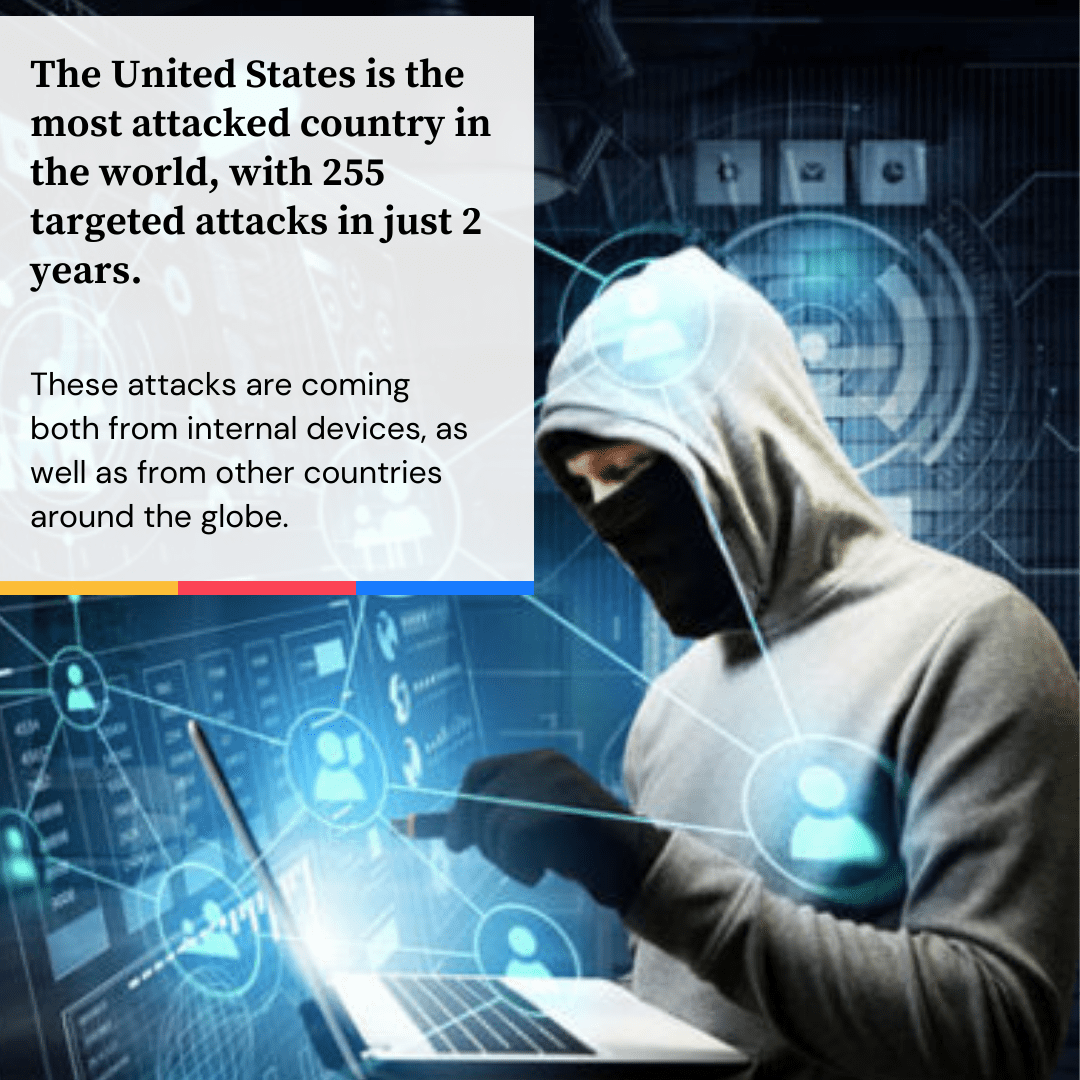 The United States is the
most attacked country in
the world, with 255
targeted attacks in just 2
years.
These attacks are coming
both from internal devices, as
well as from other countries
around the globe.